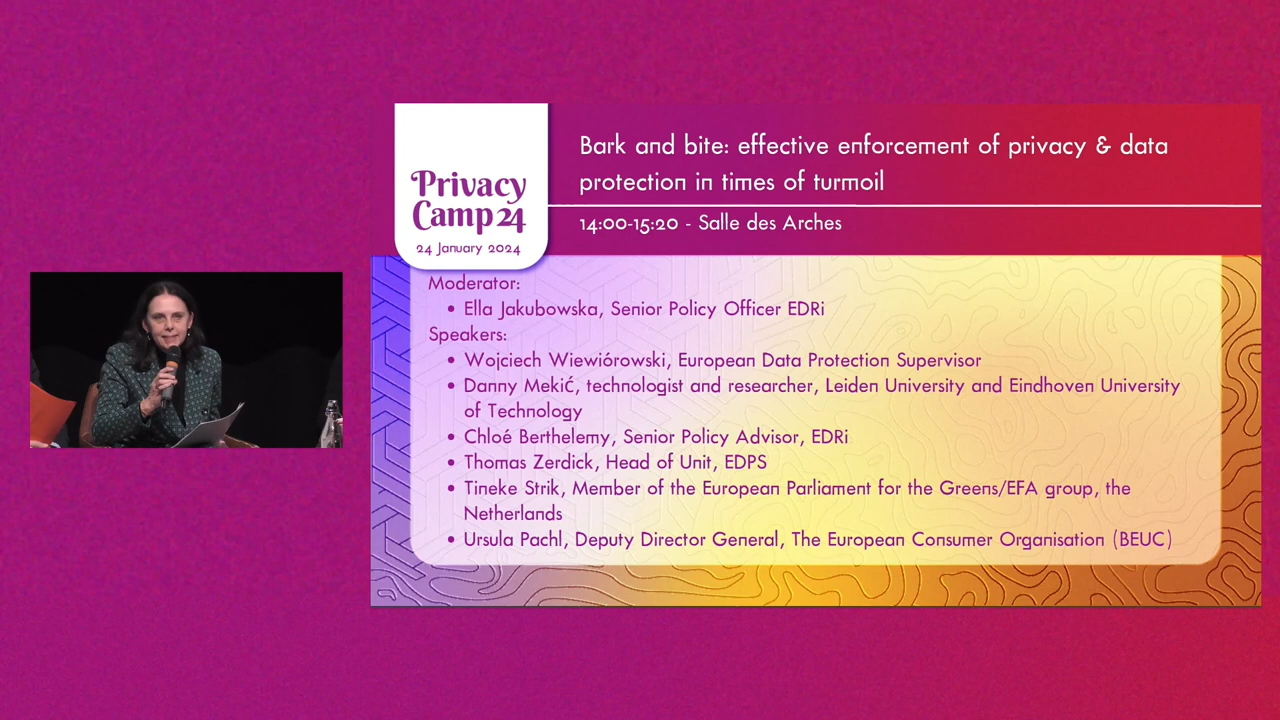 Privacy
Camp 24
24 January 2024
Bark and bite: effective enforcement of privacy & data
protection in times of turmoil
14:00-15:20 - Salle des Arches
Moderator:
• Ella Jakubowska, Senior Policy Officer EDRi
Speakers:
• Wojciech Wiewiórowski, European Data Protection Supervisor
• Danny Mekić, technologist and researcher, Leiden University and Eindhoven University
of Technology
• Chloé Berthelemy, Senior Policy Advisor, EDRi
• Thomas Zerdick, Head of Unit, EDPS
• Tineke Strik, Member of the European Parliament for the Greens/EFA group, the
Netherlands
• Ursula Pachl, Deputy Director General, The European Consumer Organisation (BEUC)